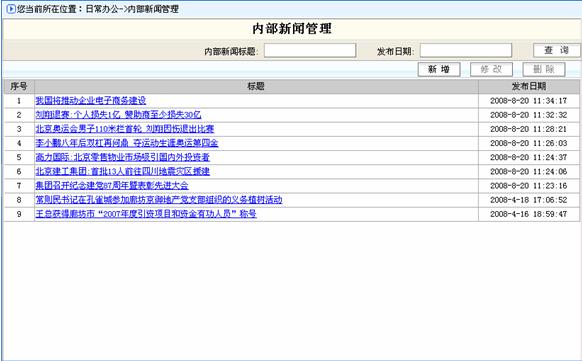 您当前所在位置：日常办公->内部新闻管理
内部新闻管理
内部新闻标题: 发布日期: 查 询
新 增 修 改 删 除
序号 标题 发布日期
1 我国将推动企业电子商务建设 2008-8-20 11:34:17
2 刘翔退赛:个人损失1亿 赞助商至少损失30亿 2008-8-20 11:32:32
3 北京奥运会男子110米栏首轮 刘翔因伤退出比赛 2008-8-20 11:28:21
4 李小鹏八年后双杠再问鼎 夺运动生涯奥运第四金 2008-8-20 11:26:03
5 高力国际:北京零售物业市场吸引国内外投资者 2008-8-20 11:24:37
6 北京建工集团:首批13人前往四川地震灾区援建 2008-8-20 11:24:06
7 集团召开纪念建党87周年暨表彰先进大会 2008-8-20 11:23:16
8 常则民书记在孔雀城参加廊坊京御地产党支部组织的义务植树活动 2008-4-18 17:06:52
9 王总获得廊坊市“2007年度引资项目和资金有功人员”称号 2008-4-16 18:59:47